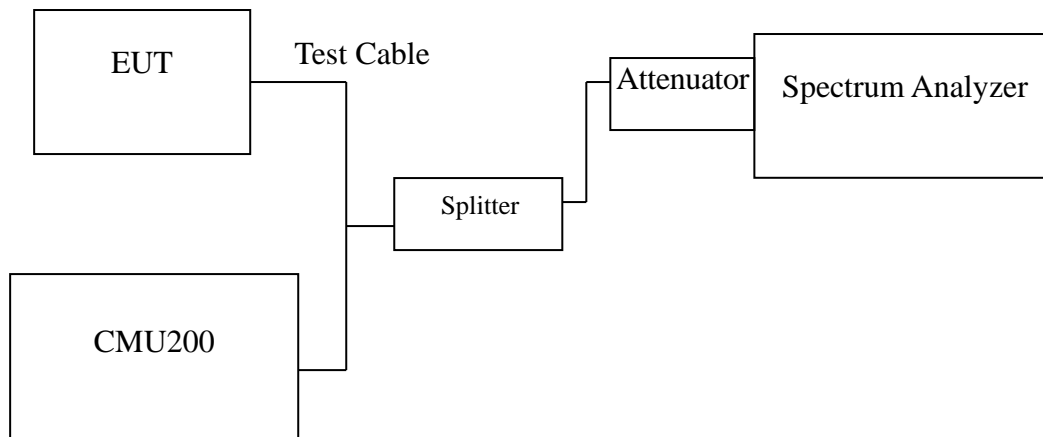 EUT
Test Cable
Attenuator
Spectrum Analyzer
Splitter
CMU200